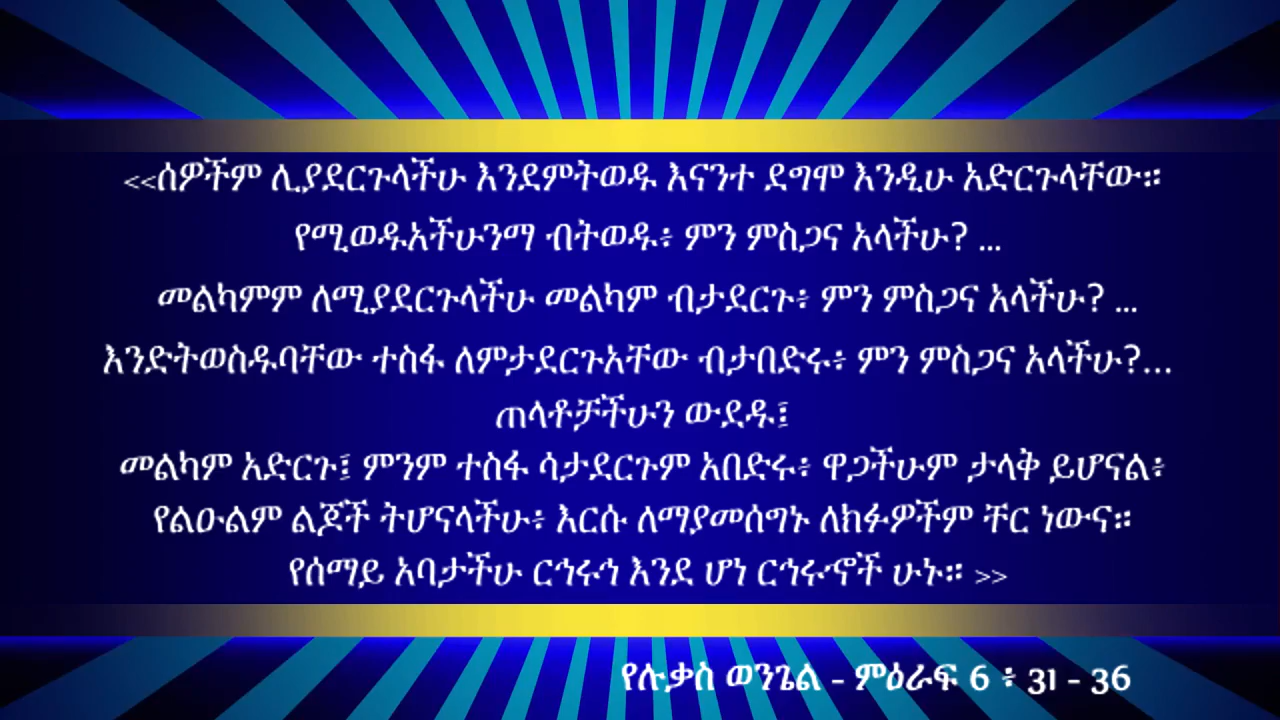 <<ሰዎችም ሊያደርጉላችሁ እንደምትወዱ እናንተ ደግሞ እንዲሁ አድርጉላቸው።
የሚወዱአችሁንማ ብትወዱ፥ ምን ምስጋና አላችሁ? ...
መልካምም ለሚያደርጉላችሁ መልካም ብታደርጉ፥ ምን ምስጋና አላችሁ? ...
እንድትወስዱባቸው ተስፋ ለምታደርጉአቸው ብታበድሩ፥ ምን ምስጋና አላችሁ?...
ጠላቶቻችሁን ውደዱ፤
መልካም አድርጉ፤ ምንም ተስፋ ሳታደርጉም አበድሩ፥ ዋጋችሁም ታላቅ ይሆናል፥
የልዑልም ልጆች ትሆናላችሁ፥ እርሱ ለማያመሰግኑ ለክፉዎችም ቸር ነውና።
የሰማይ አባታችሁ ርኅሩኅ እንደ ሆነ ርኅሩኆች ሁኑ። >>
የሉቃስ ወንጌል - ምዕራፍ 6 ፥ 31 - 36